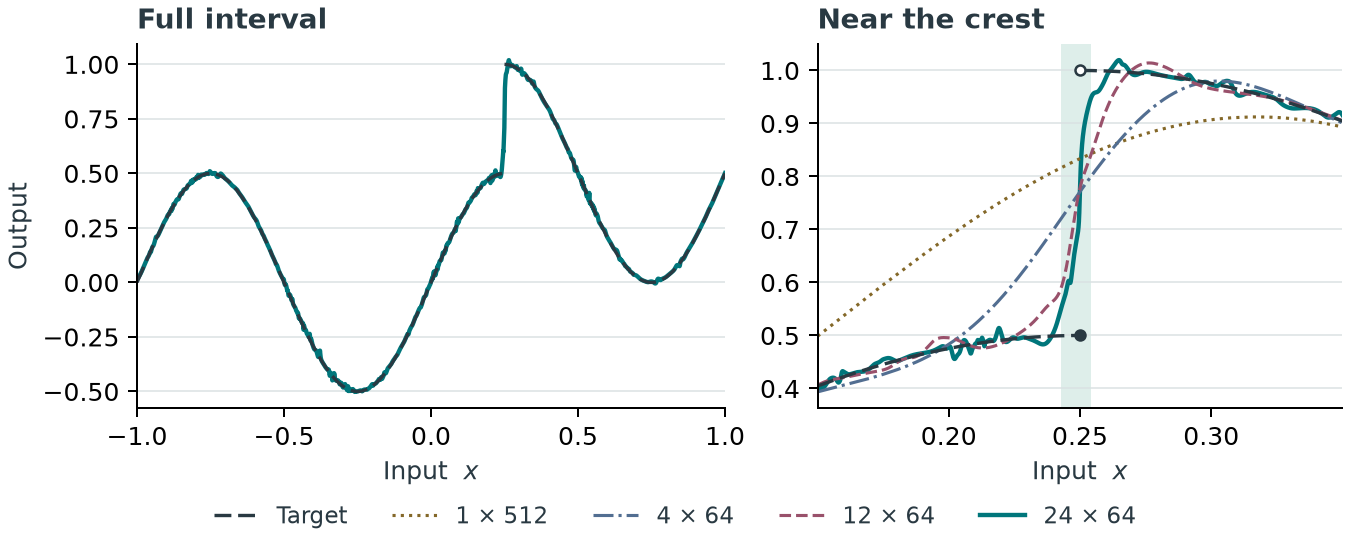 Full interval
Near the crest
Output
1.00
0.75
0.50
0.25
0.00
−0.25
−0.50
−1.0 −0.5 0.0 0.5 1.0
Input x
1.0
0.9
0.8
0.7
0.6
0.5
0.4
0.20 0.25 0.30
Input x
Target 1 × 512 4 × 64 12 × 64 24 × 64